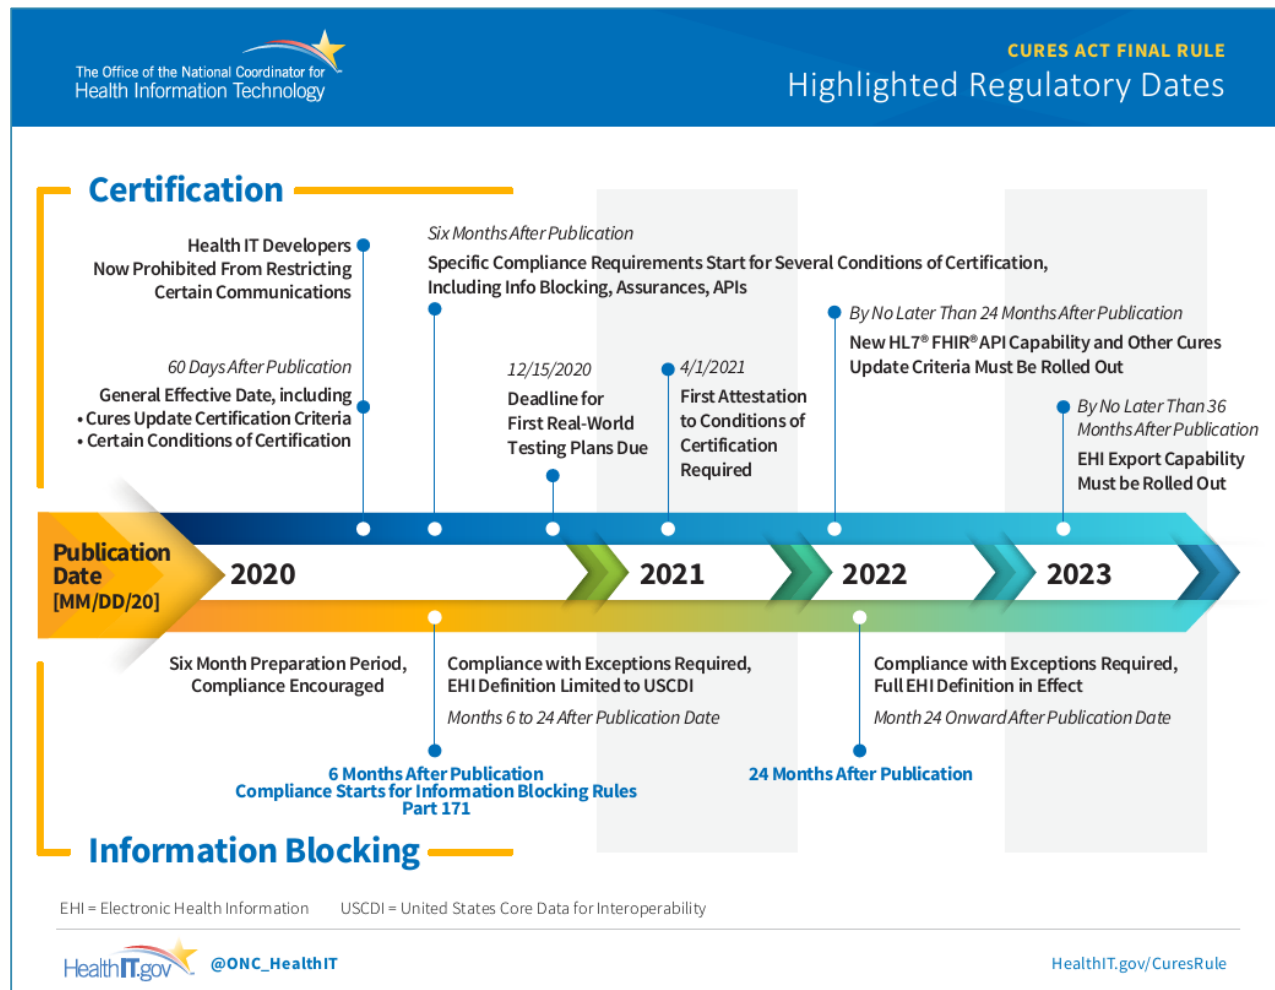 The Office of the National Coordinator for
Health Information Technology
CURES ACT FINAL RULE
Highlighted Regulatory Dates
Certification
Health IT Developers
Now Prohibited From Restricting
Certain Communications
60 Days After Publication
General Effective Date, including
• Cures Update Certification Criteria
• Certain Conditions of Certification
Six Months After Publication
Specific Compliance Requirements Start for Several Conditions of Certification,
Including Info Blocking, Assurances, APIs
12/15/2020
Deadline for
First Real-World
Testing Plans Due
4/1/2021
First Attestation
to Conditions of
Certification
Required
By No Later Than 24 Months After Publication
New HL7® FHIR® API Capability and Other Cures
Update Criteria Must Be Rolled Out
By No Later Than 36
Months After Publication
EHI Export Capability
Must be Rolled Out
Publication
Date
[MM/DD/20]
2020
2021
2022
2023
Six Month Preparation Period,
Compliance Encouraged
Compliance with Exceptions Required,
EHI Definition Limited to USCDI
Months 6 to 24 After Publication Date
6 Months After Publication
Compliance Starts for Information Blocking Rules
Part 171
Compliance with Exceptions Required,
Full EHI Definition in Effect
Month 24 Onward After Publication Date
24 Months After Publication
Information Blocking
EHI = Electronic Health Information
USCDI = United States Core Data for Interoperability
HealthIT.gov
@ONC_HealthIT
HealthIT.gov/CuresRule